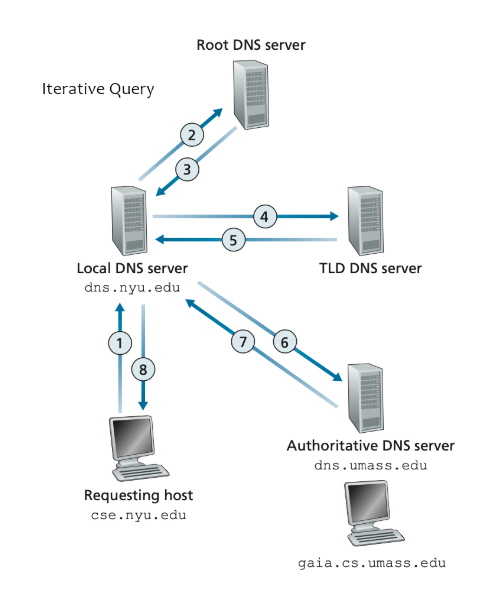 Root DNS server
Iterative Query
2
3
4
5
Local DNS server
dns.nyu.edu
TLD DNS server
1
8
7
6
Authoritative DNS server
dns.umass.edu
Requesting host
cse.nyu.edu
gaia.cs.umass.edu